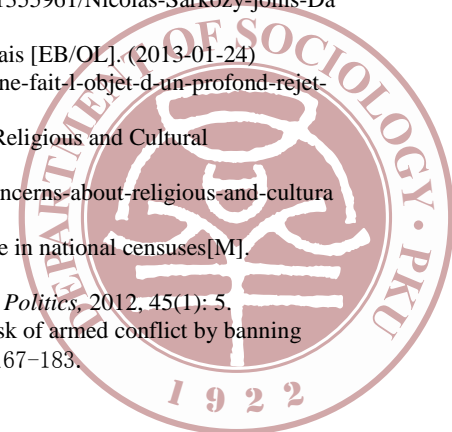 1355961/Nicolas-Sarkozy-joins-Da
ais [EB/OL]. (2013-01-24)
ne-fait-l-objet-d-un-profond-rejet-
Religious and Cultural
ncerns-about-religious-and-cultura
e in national censuses[M].
Politics, 2012, 45(1): 5.
sk of armed conflict by banning
67-183.
DEPARTMENT OF SOCIOLOGY · PKU
1922